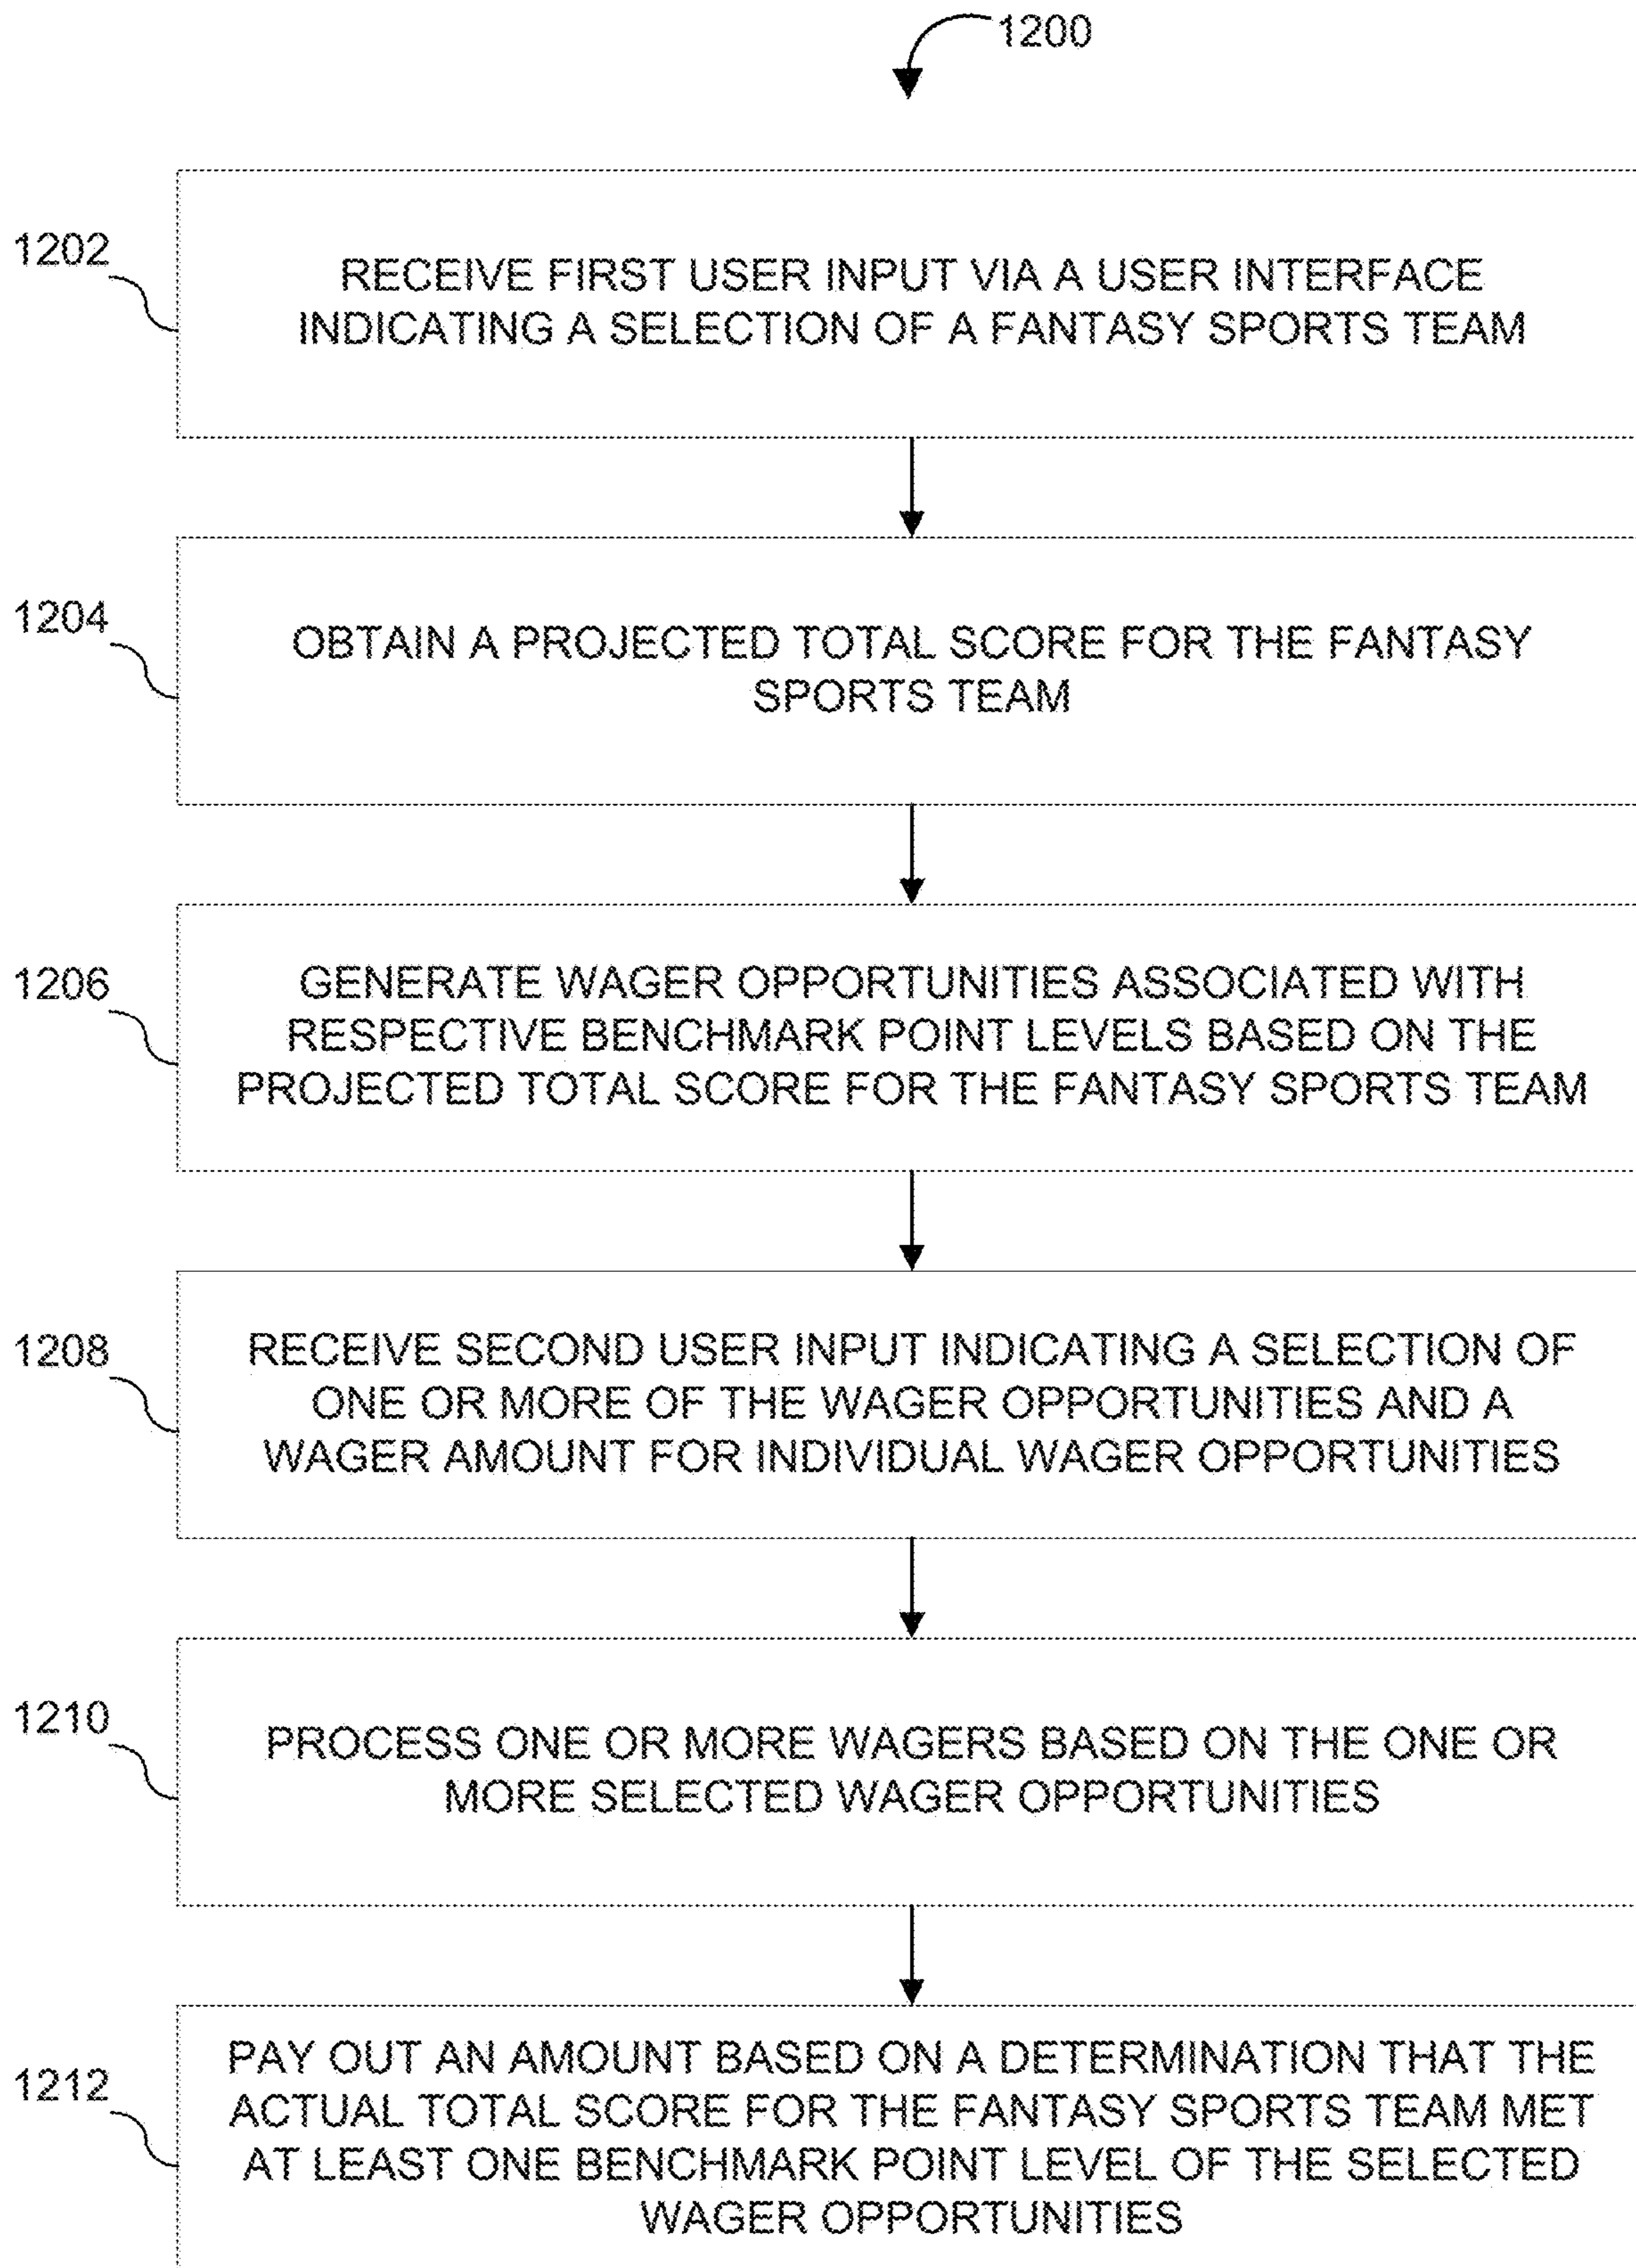 1200
1202
RECEIVE FIRST USER INPUT VIA A USER INTERFACE
INDICATING A SELECTION OF A FANTASY SPORTS TEAM
1204
OBTAIN A PROJECTED TOTAL SCORE FOR THE FANTASY
SPORTS TEAM
1206
GENERATE WAGER OPPORTUNITIES ASSOCIATED WITH
RESPECTIVE BENCHMARK POINT LEVELS BASED ON THE
PROJECTED TOTAL SCORE FOR THE FANTASY SPORTS TEAM
1208
RECEIVE SECOND USER INPUT INDICATING A SELECTION OF
ONE OR MORE OF THE WAGER OPPORTUNITIES AND A
WAGER AMOUNT FOR INDIVIDUAL WAGER OPPORTUNITIES
1210
PROCESS ONE OR MORE WAGERS BASED ON THE ONE OR
MORE SELECTED WAGER OPPORTUNITIES
1212
PAY OUT AN AMOUNT BASED ON A DETERMINATION THAT THE
ACTUAL TOTAL SCORE FOR THE FANTASY SPORTS TEAM MET
AT LEAST ONE BENCHMARK POINT LEVEL OF THE SELECTED
WAGER OPPORTUNITIES